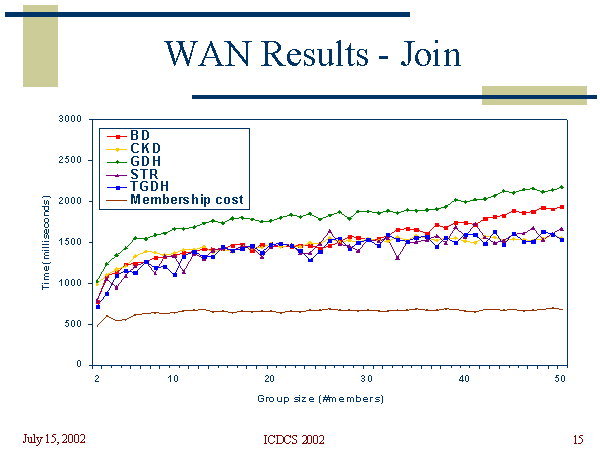 WAN Results - Join
3000
2500
2000
1500
1000
500
0
Time(milliseconds)
BD
CKD
GDH
STR
TGDH
Membership cost
2 10 20 30 40 50
Group size (#members)
July 15, 2002 ICDCS 2002 15